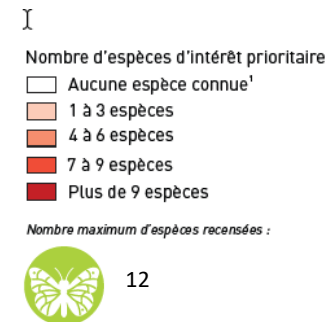 Nombre d'espèces d'intérêt prioritaire
Aucune espèce connue¹
1 à 3 espèces
4 à 6 espèces
7 à 9 espèces
Plus de 9 espèces
Nombre maximum d'espèces recensées :
12